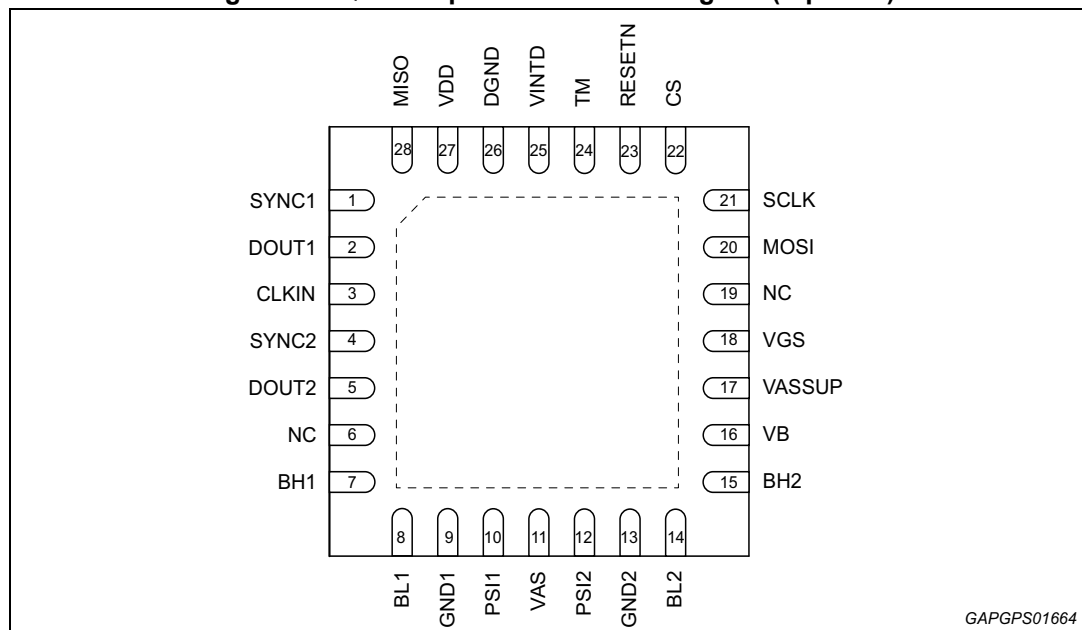 MISO
VDD
DGND
VINTD
TM
RESETN
CS
28
27
26
25
24
23
22
SYNC1 1
DOUT1 2
CLKIN 3
SYNC2 4
DOUT2 5
NC 6
BH1 7
21 SCLK
20 MOSI
19 NC
18 VGS
17 VASSUP
16 VB
15 BH2
8
9
10
11
12
13
14
BL1
GND1
PSI1
VAS
PSI2
GND2
BL2
GAPGPS01664